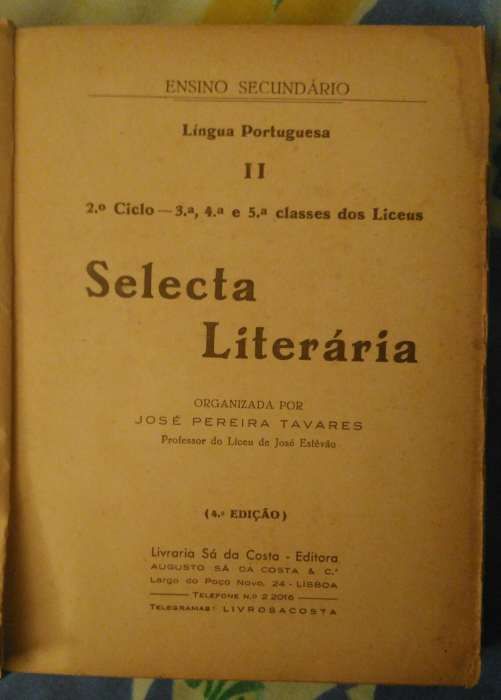 ENSINO SECUNDÁRIO
Língua Portuguesa
II
2.º Ciclo — 3.ª, 4.ª e 5.ª classes dos Liceus
Selecta
Literária
ORGANIZADA POR
JOSÉ PEREIRA TAVARES
Professor do Liceu de José Estêvão
(4.ª EDIÇÃO)
Livraria Sá da Costa - Editora
AUGUSTO SÁ DA COSTA & C.ª
Largo do Poço Novo, 24 - LISBOA
TELEFONE N.º 2 2016
TELEGRAMAS: LIVROSACOSTA